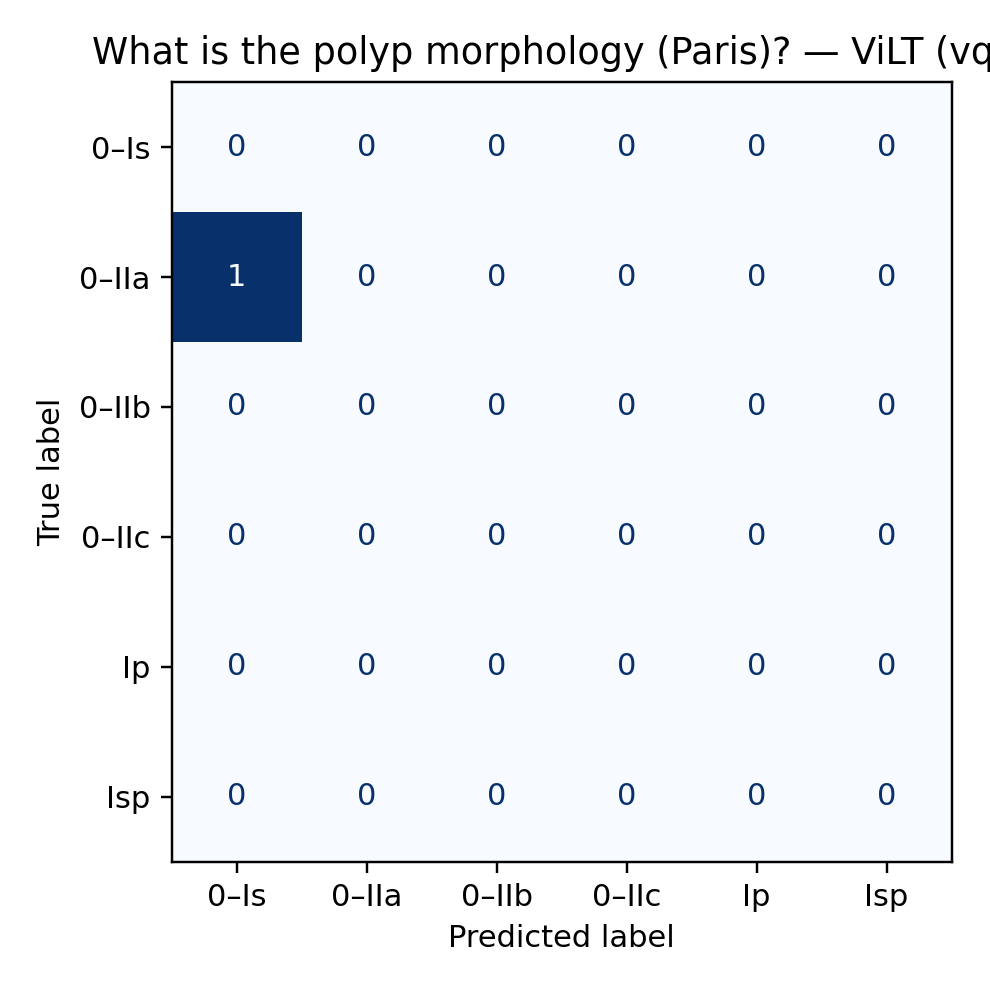 What is the polyp morphology (Paris)? — ViLT (vq
0–Is 0 0 0 0 0 0
0–IIa 1 0 0 0 0 0
0–IIb 0 0 0 0 0 0
0–IIc 0 0 0 0 0 0
Ip 0 0 0 0 0 0
Isp 0 0 0 0 0 0
True label
0–Is 0–IIa 0–IIb 0–IIc Ip Isp
Predicted label